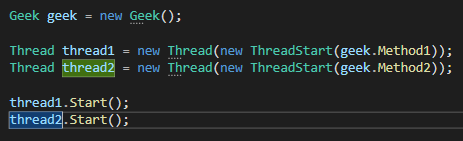 Geek geek = new Geek();
Thread thread1 = new Thread(new ThreadStart(geek.Method1));
Thread thread2 = new Thread(new ThreadStart(geek.Method2));
thread1.Start();
thread2.Start();